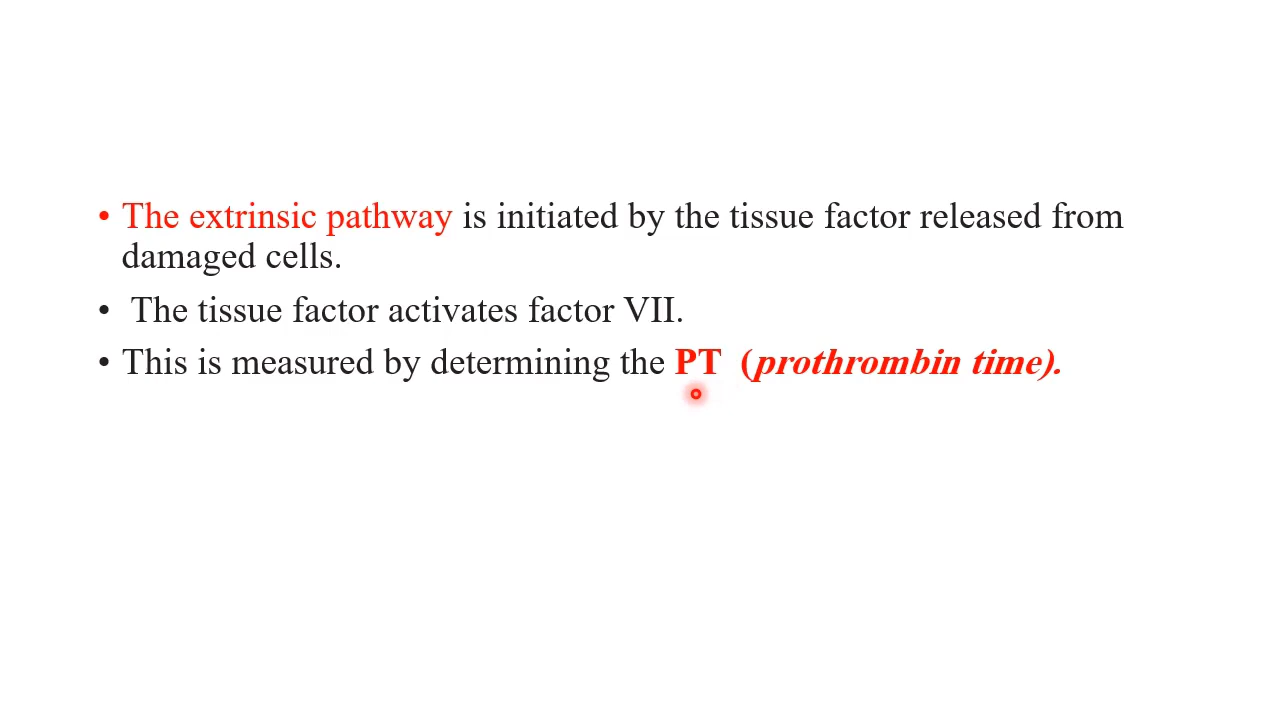 • The extrinsic pathway is initiated by the tissue factor released from
damaged cells.
• The tissue factor activates factor VII.
• This is measured by determining the PT (prothrombin time).